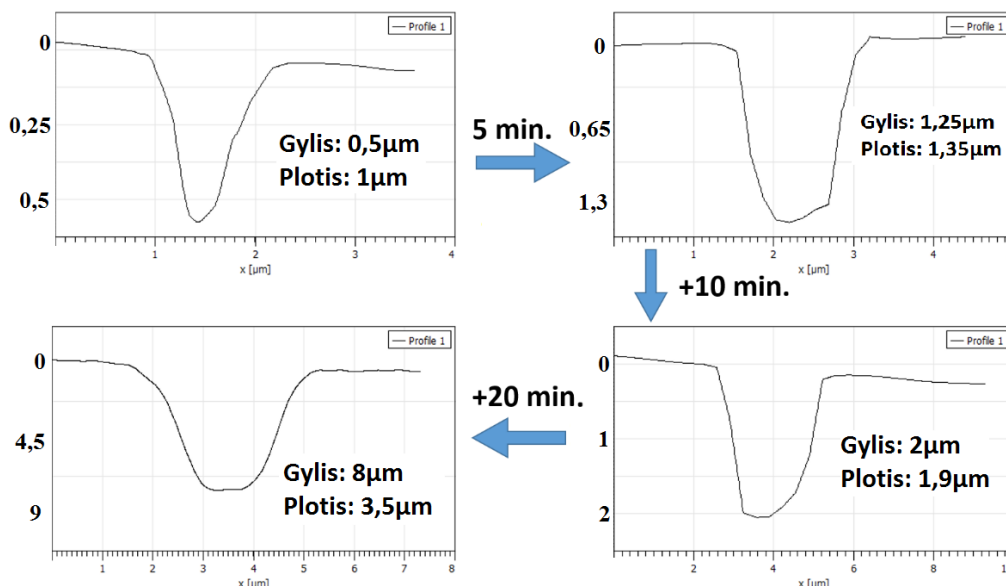 Profile 1
0
0,25
0,5
Gylis: 0,5µm
Plotis: 1µm
1
2
3
4
x [µm]
5 min.
Profile 1
0
0,65
1,3
Gylis: 1,25µm
Plotis: 1,35µm
1
2
3
4
x [µm]
+10 min.
Profile 1
0
4,5
9
Gylis: 8µm
Plotis: 3,5µm
1
2
3
4
5
6
7
8
x [µm]
+20 min.
Profile 1
0
1
2
Gylis: 2µm
Plotis: 1,9µm
2
4
6
8
x [µm]